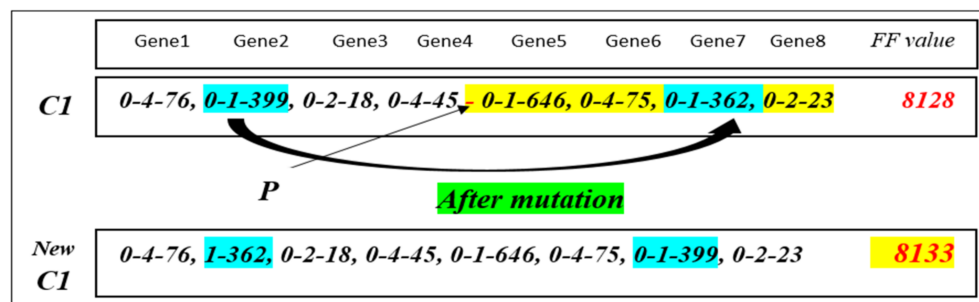 Gene1 Gene2 Gene3 Gene4 Gene5 Gene6 Gene7 Gene8 FF value
C1 0-4-76, 0-1-399, 0-2-18, 0-4-45,- 0-1-646, 0-4-75, 0-1-362, 0-2-23 8128
P
After mutation
New
C1 0-4-76, 1-362, 0-2-18, 0-4-45, 0-1-646, 0-4-75, 0-1-399, 0-2-23 8133